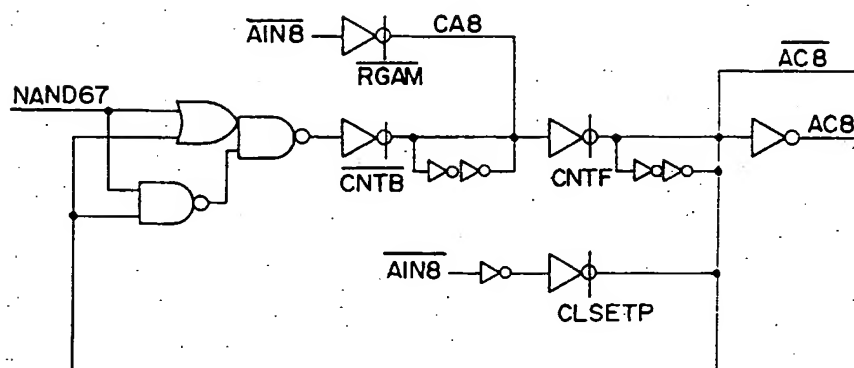 AIN8
CA8
RGAM
AC8
NAND67
AC8
CNTB
CNTF
AIN8
CLSETP